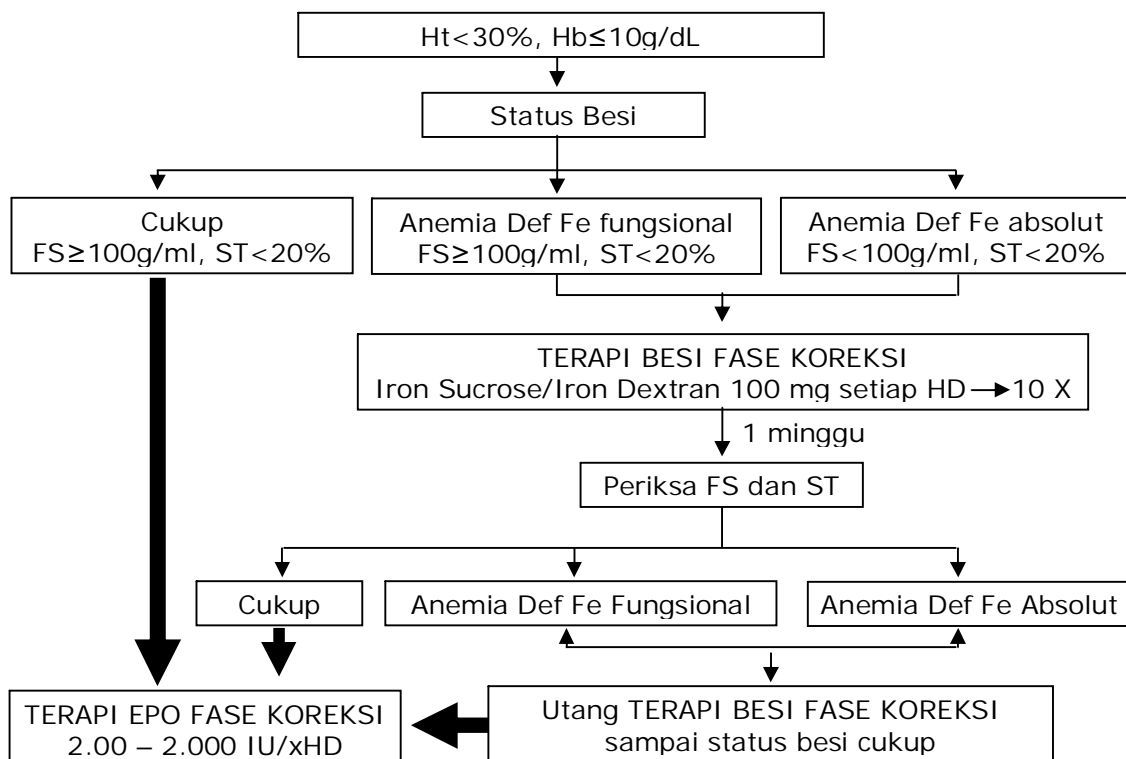 Ht<30%, Hb≤10g/dL
Status Besi
Cukup
FS≥100g/ml, ST<20%
Anemia Def Fe fungsional
FS≥100g/ml, ST<20%
Anemia Def Fe absolut
FS<100g/ml, ST<20%
TERAPI BESI FASE KOREKSI
Iron Sucrose/Iron Dextran 100 mg setiap HD→10 X
1 minggu
Periksa FS dan ST
Cukup
Anemia Def Fe Fungsional
Anemia Def Fe Absolut
TERAPI EPO FASE KOREKSI
2.00 – 2.000 IU/xHD
Utang TERAPI BESI FASE KOREKSI
sampai status besi cukup